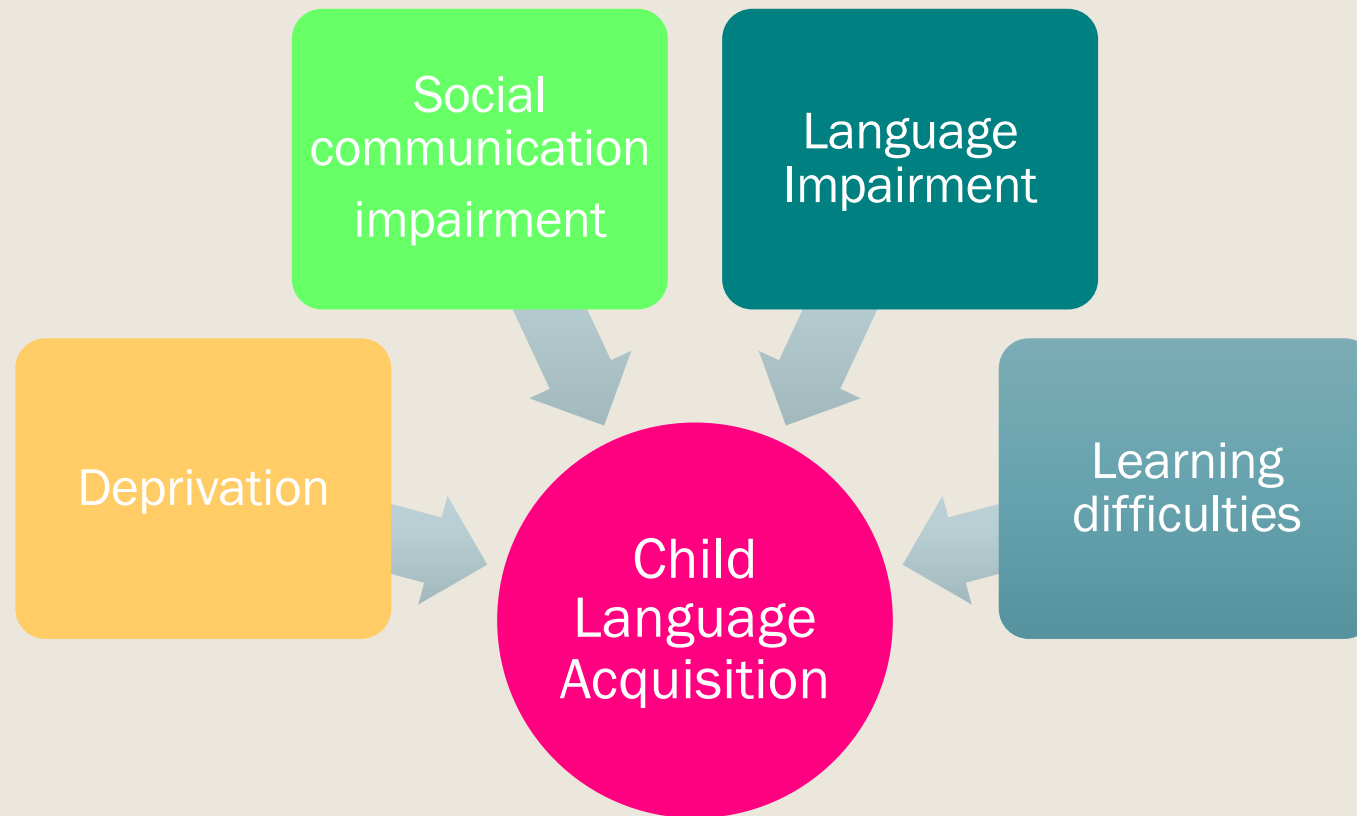 Social
communication
impairment
Language
Impairment
Deprivation
Learning
difficulties
Child
Language
Acquisition